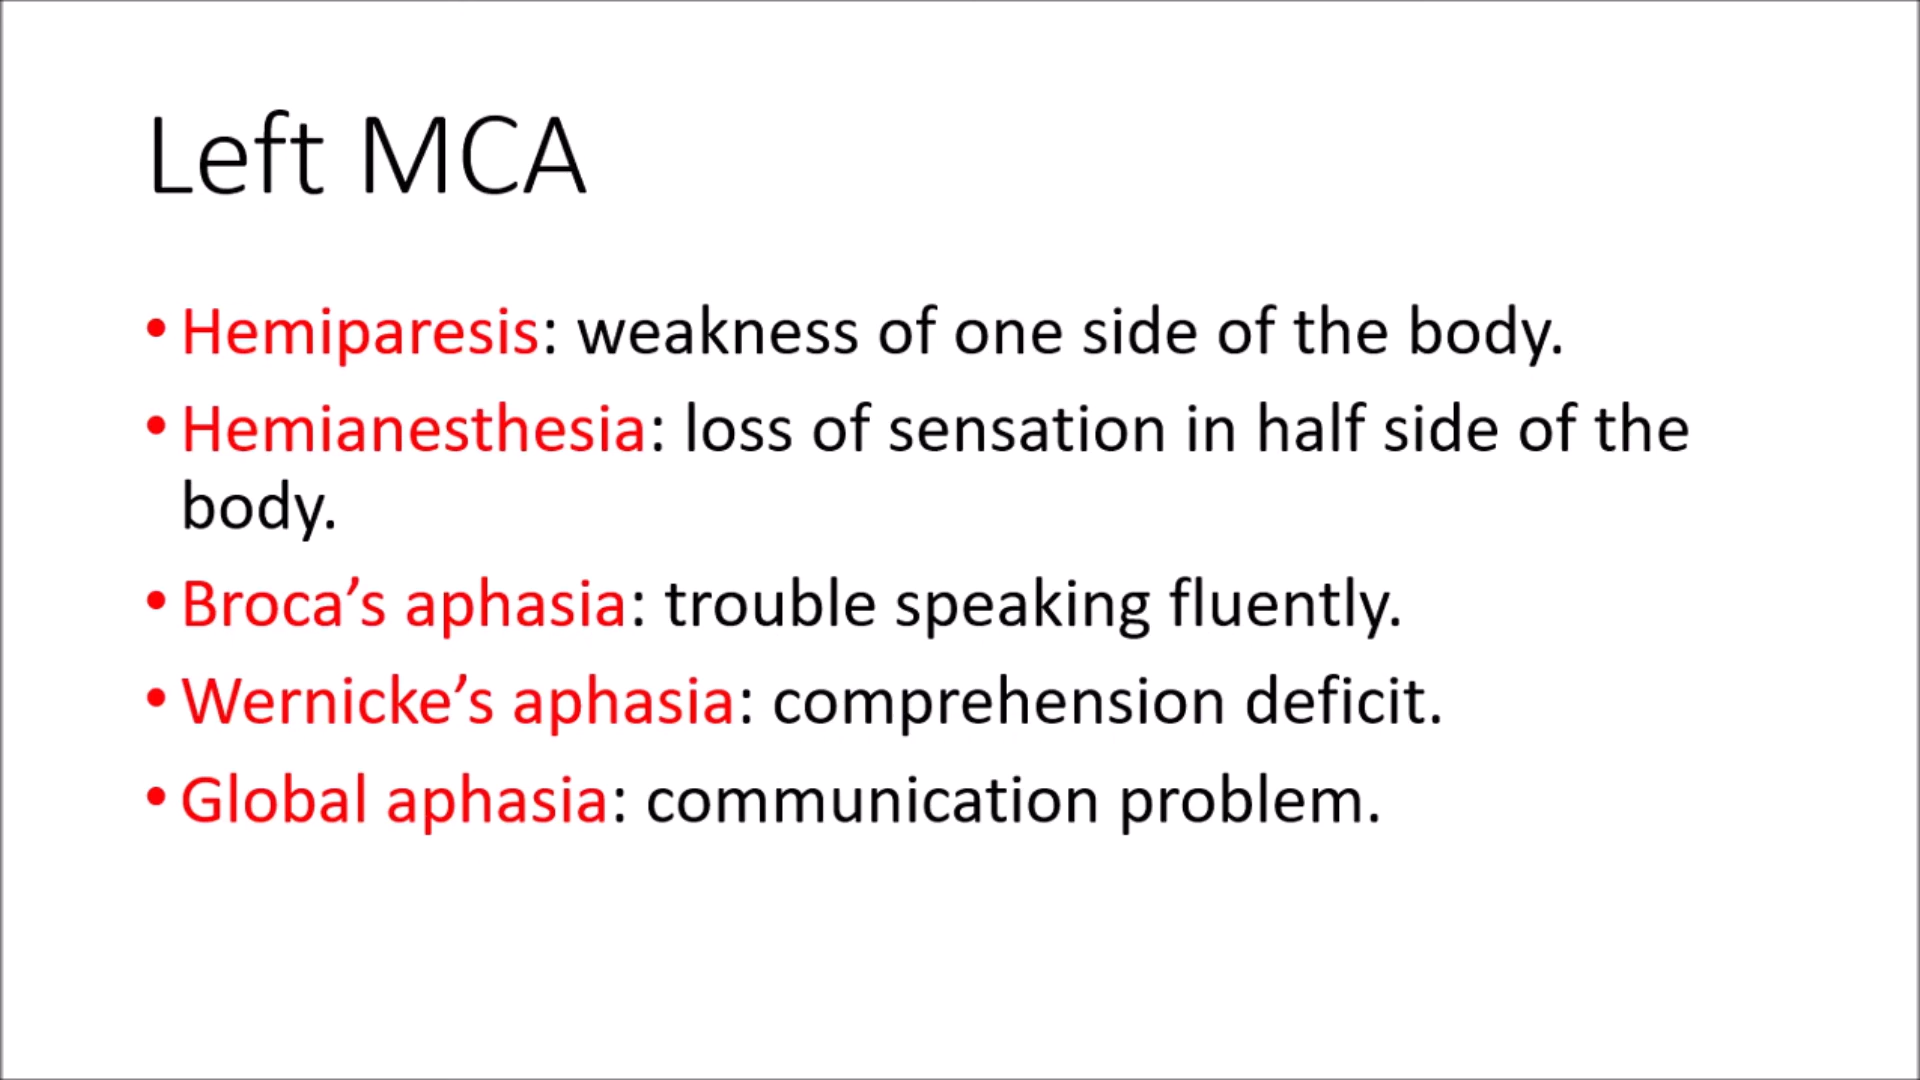 Left MCA
• Hemiparesis: weakness of one side of the body.
• Hemianesthesia: loss of sensation in half side of the
body.
• Broca’s aphasia: trouble speaking fluently.
• Wernicke’s aphasia: comprehension deficit.
• Global aphasia: communication problem.